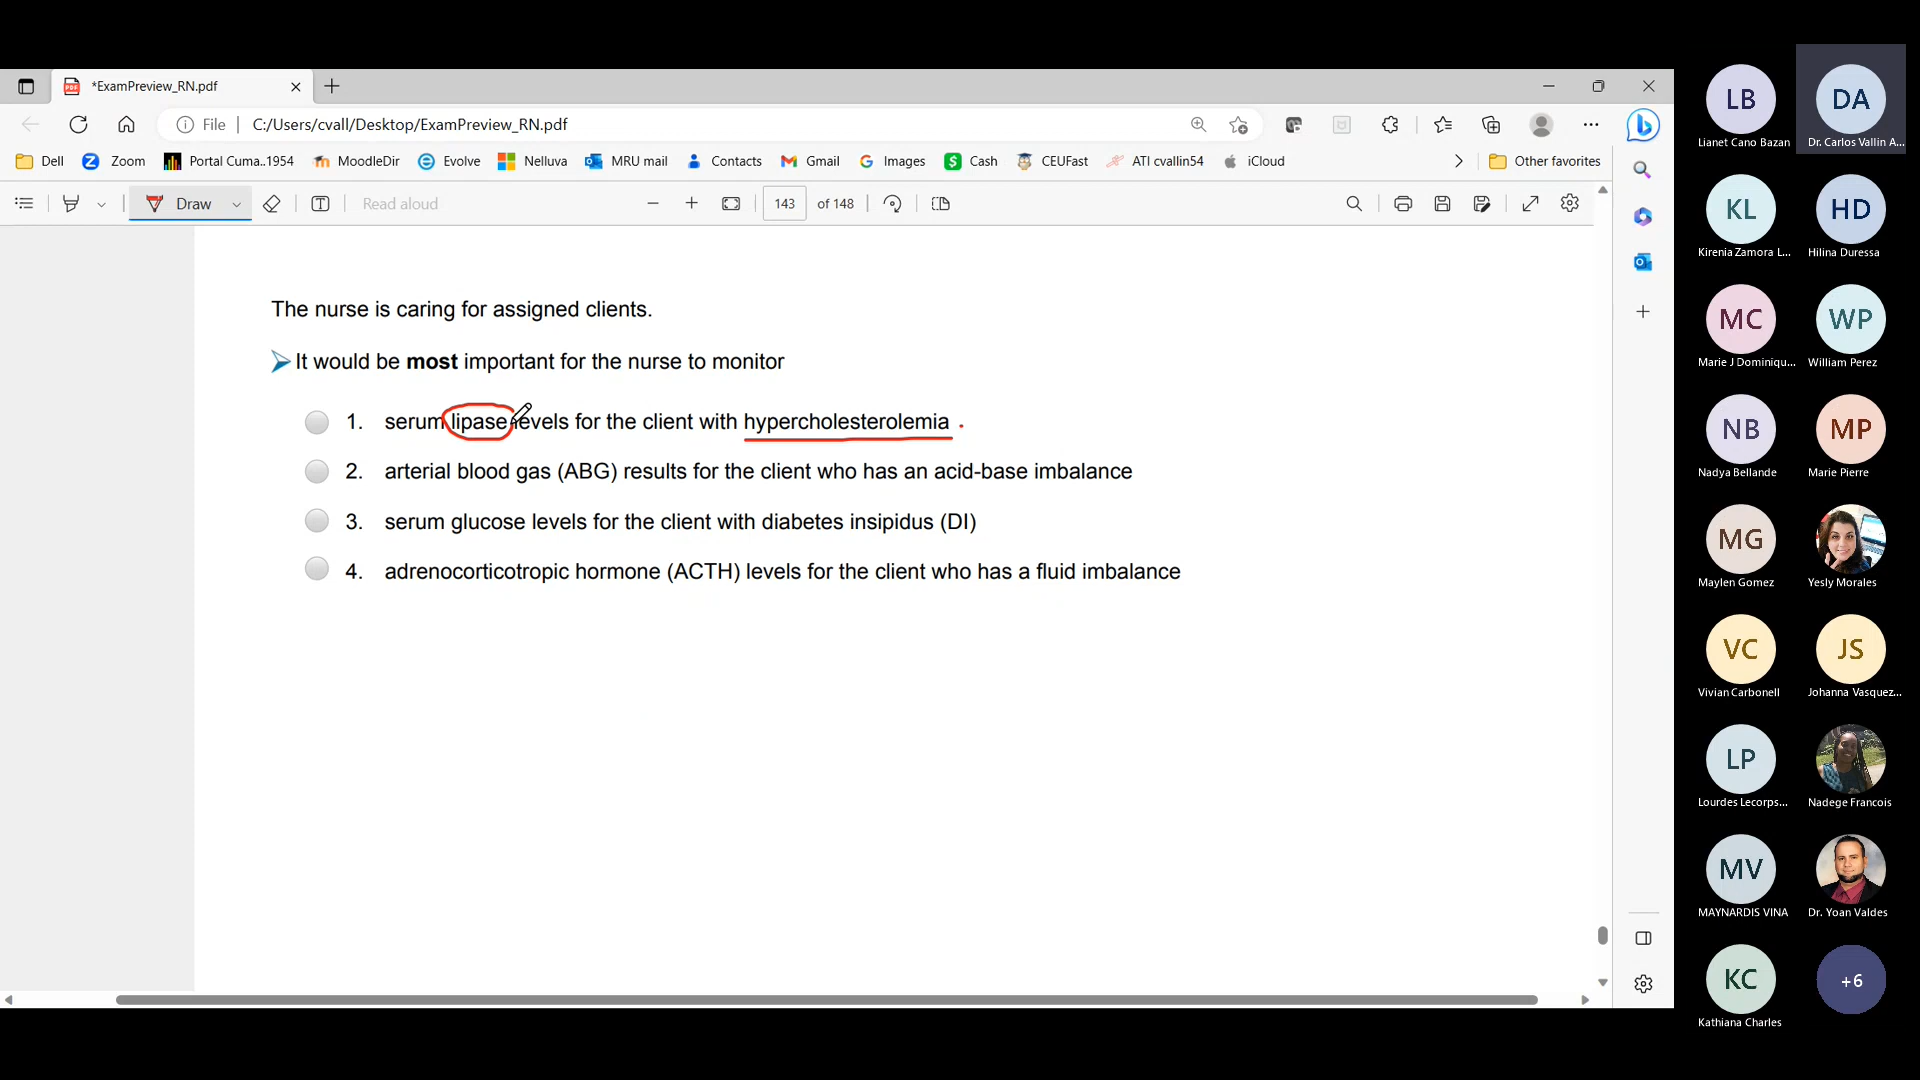 *ExamPreview_RN.pdf
File
C:/Users/cvall/Desktop/ExamPreview_RN.pdf
Dell Zoom Portal Cuma..1954 MoodleDir Evolve Nelluva MRU mail Contacts Gmail Images Cash CEUFast ATI cvallin54 iCloud Other favorites
Draw Read aloud 143 of 148
The nurse is caring for assigned clients.
It would be most important for the nurse to monitor
1. serum lipase levels for the client with hypercholesterolemia
2. arterial blood gas (ABG) results for the client who has an acid-base imbalance
3. serum glucose levels for the client with diabetes insipidus (DI)
4. adrenocorticotropic hormone (ACTH) levels for the client who has a fluid imbalance
LB DA
Lianet Cano Bazan Dr. Carlos Vallin A...
KL HD
Kirenia Zamora L... Hilina Duressa
MC WP
Marie J Dominiqu... William Perez
NB MP
Nadya Bellande Marie Pierre
MG
Maylen Gomez Yesly Morales
VC JS
Vivian Carbonell Johanna Vasquez...
LP
Lourdes Lecorps... Nadege Francois
MV
MAYNARDIS VINA Dr. Yoan Valdes
KC +6
Kathiana Charles